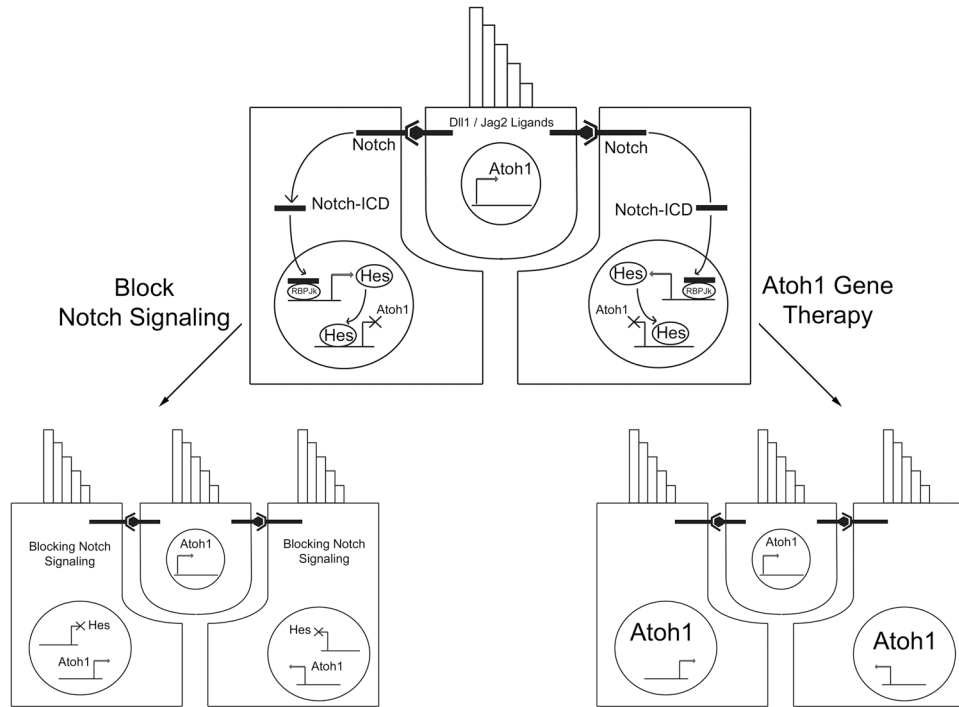 Dll1 / Jag2 Ligands
Notch
Notch
Atoh1
Notch-ICD
Notch-ICD
RBPJk
Hes
Atoh1
Hes
Hes
RBPJk
Atoh1
Hes
Block
Notch Signaling
Atoh1 Gene
Therapy
Blocking Notch
Signaling
Atoh1
Blocking Notch
Signaling
Hes
Atoh1
Hes
Atoh1
Atoh1
Atoh1
Atoh1